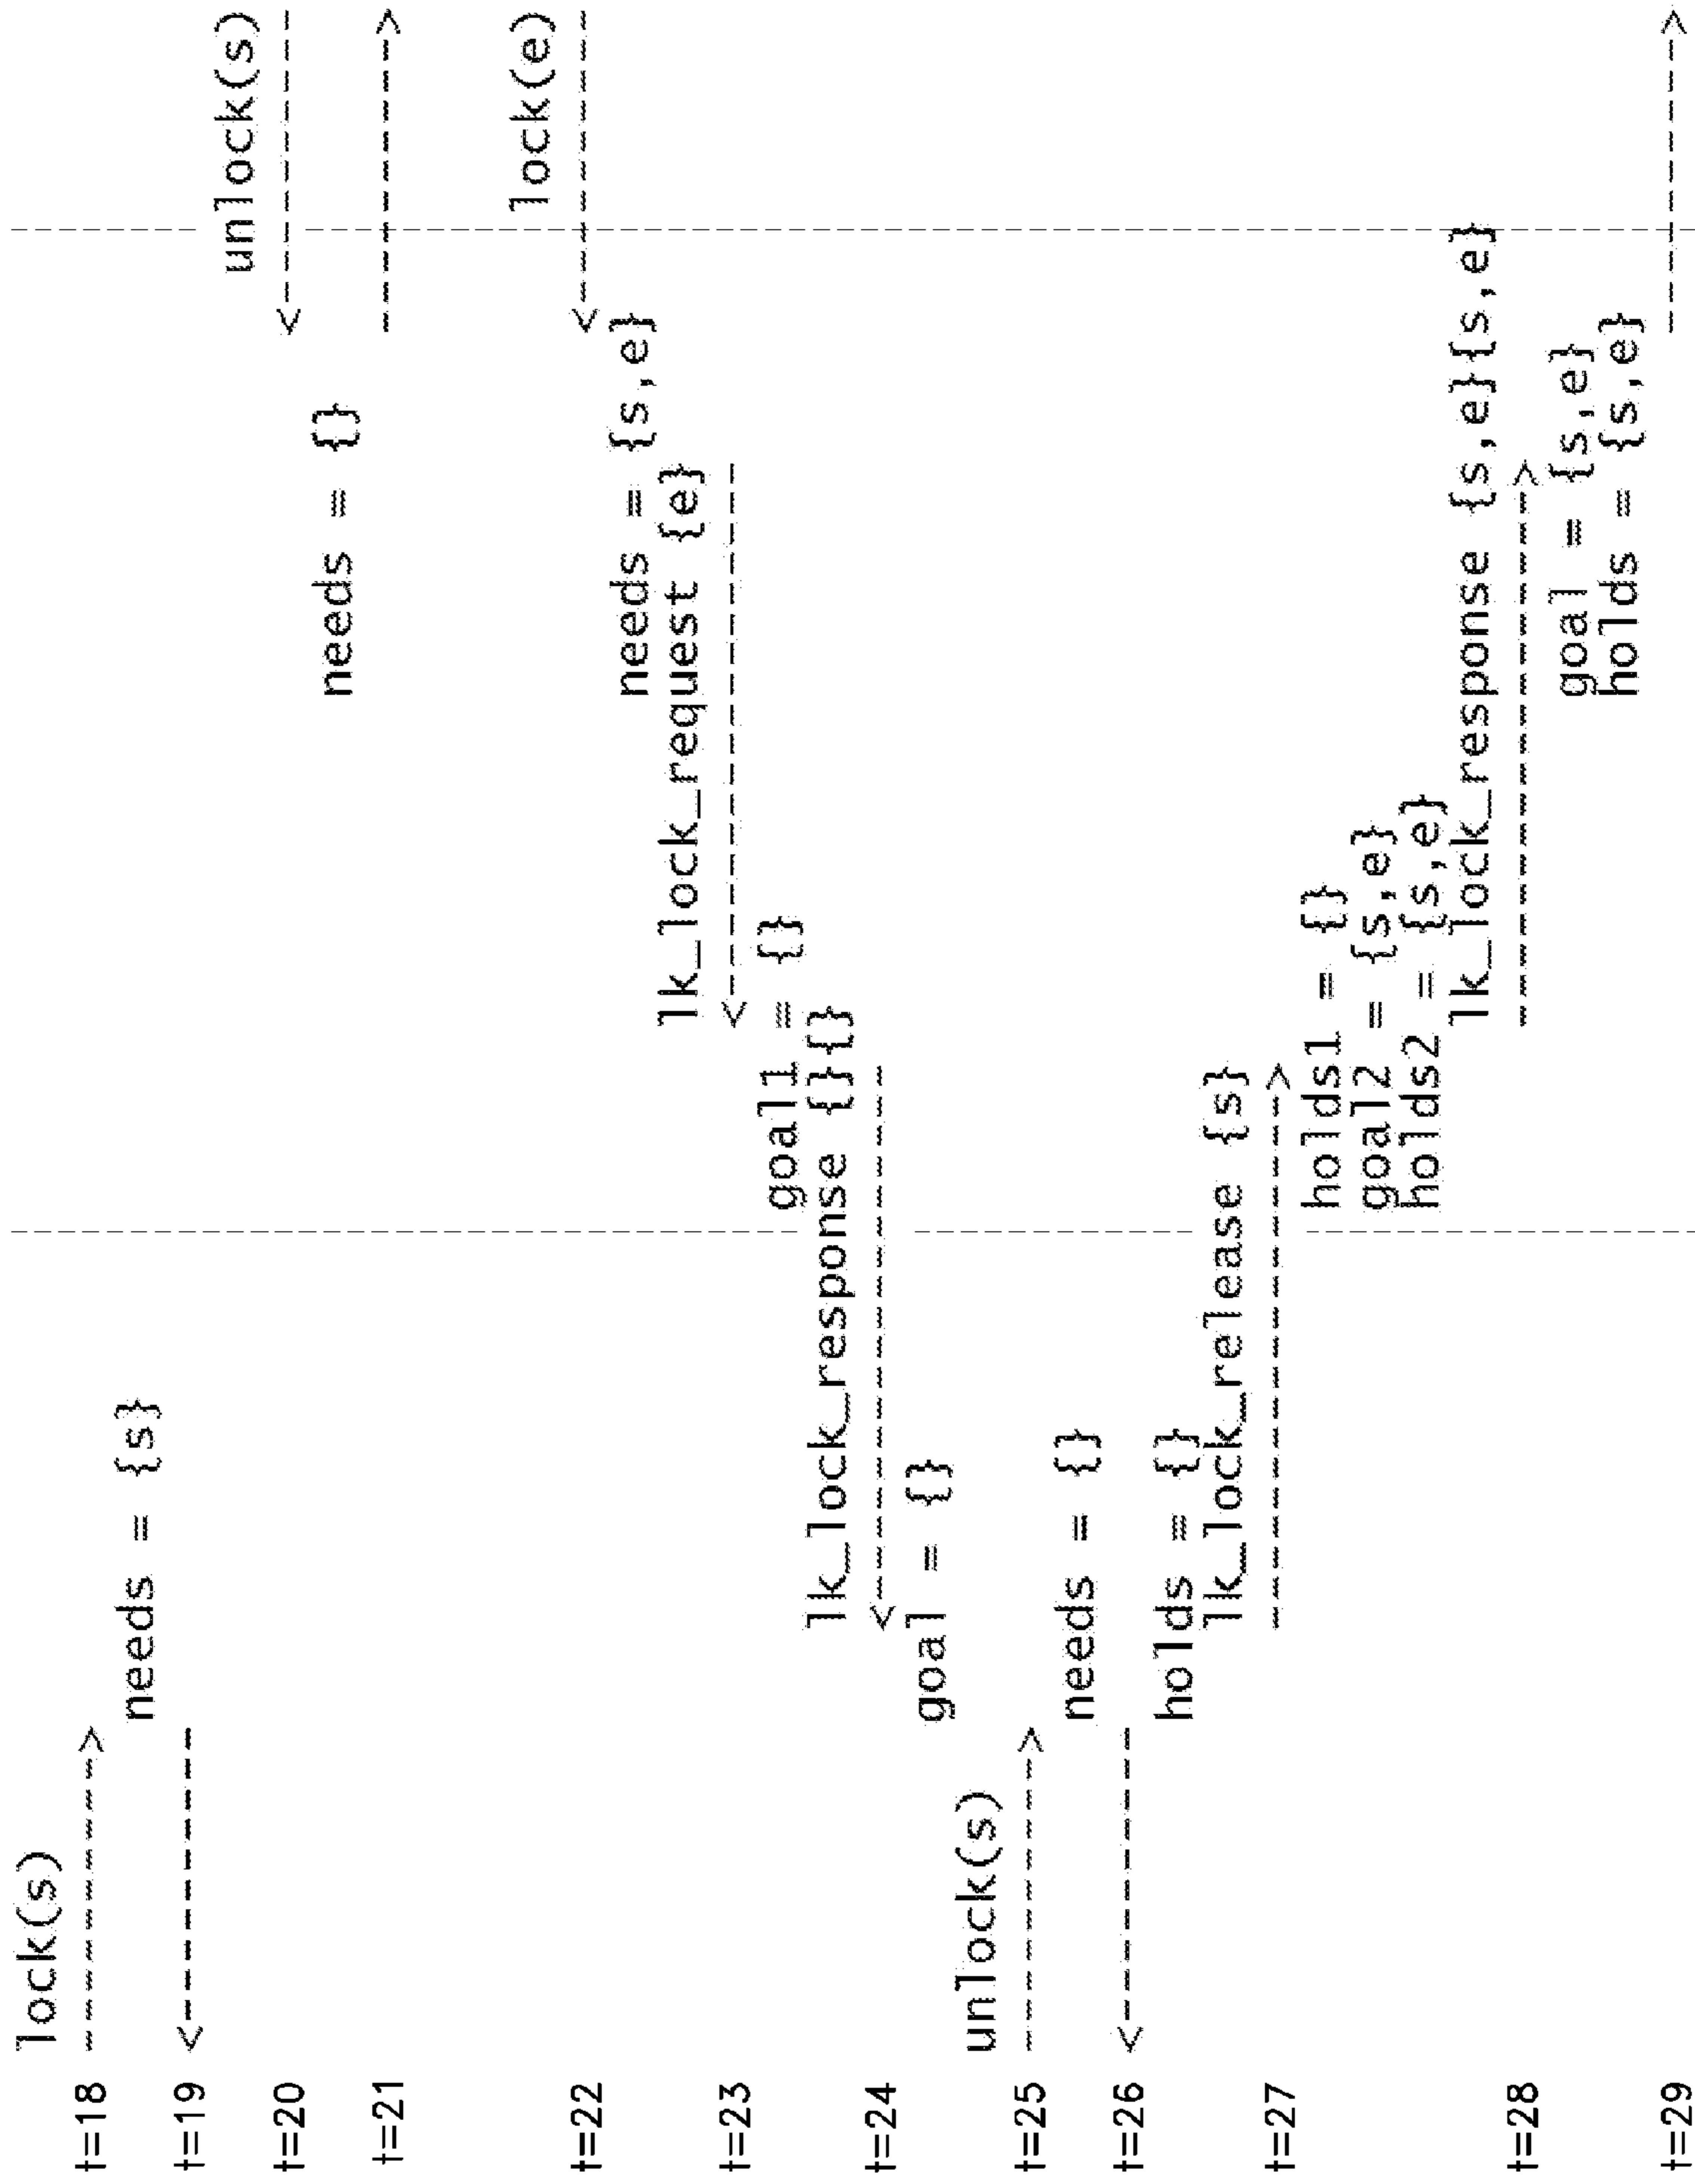 lock(s)
t=18 ---------->
needs = {s}
t=19 <----------
unlock(s)
t=20 <----------
needs = {}
t=21 ---------->
lock(e)
t=22 <----------
needs = {s,e}
lk_lock_request {e}
t=23 <-----------------
goal1 = {}
lk_lock_response {}{}
t=24 <-----------------
goal = {}
unlock(s)
t=25 ---------->
needs = {}
t=26 <----------
holds = {}
lk_lock_release {s}
t=27 ----------------->
holds1 = {}
goal2 = {s,e}
holds2 = {s,e}
lk_lock_response {s,e}{s,e}
t=28 ----------------->
goal = {s,e}
holds = {s,e}
t=29 ---------->